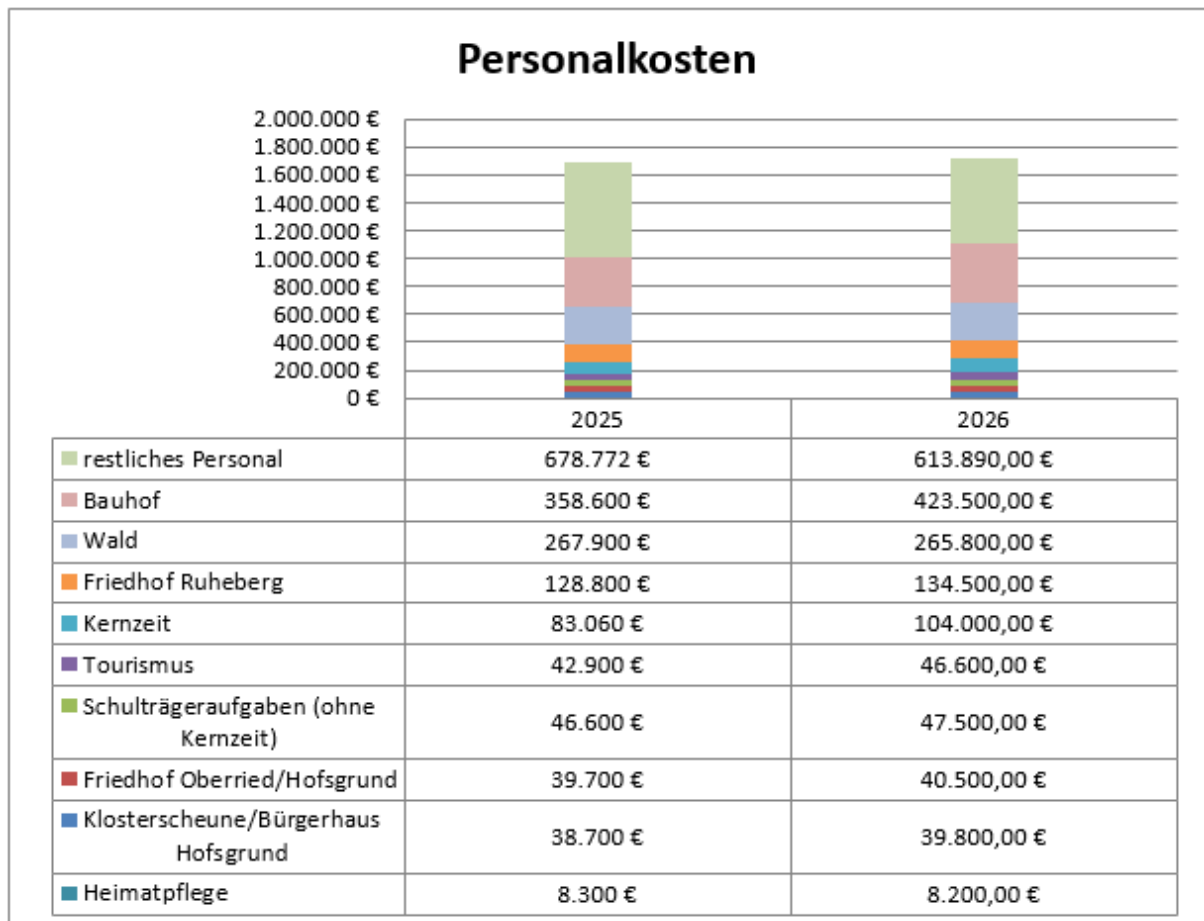 Personalkosten
2.000.000 €
1.800.000 €
1.600.000 €
1.400.000 €
1.200.000 €
1.000.000 €
800.000 €
600.000 €
400.000 €
200.000 €
0 €
2025 2026
restliches Personal 678.772 € 613.890,00 €
Bauhof 358.600 € 423.500,00 €
Wald 267.900 € 265.800,00 €
Friedhof Ruheberg 128.800 € 134.500,00 €
Kernzeit 83.060 € 104.000,00 €
Tourismus 42.900 € 46.600,00 €
Schulträgeraufgaben (ohne
Kernzeit) 46.600 € 47.500,00 €
Friedhof Oberried/Hofsgrund 39.700 € 40.500,00 €
Klosterscheune/Bürgerhaus
Hofsgrund 38.700 € 39.800,00 €
Heimatpflege 8.300 € 8.200,00 €